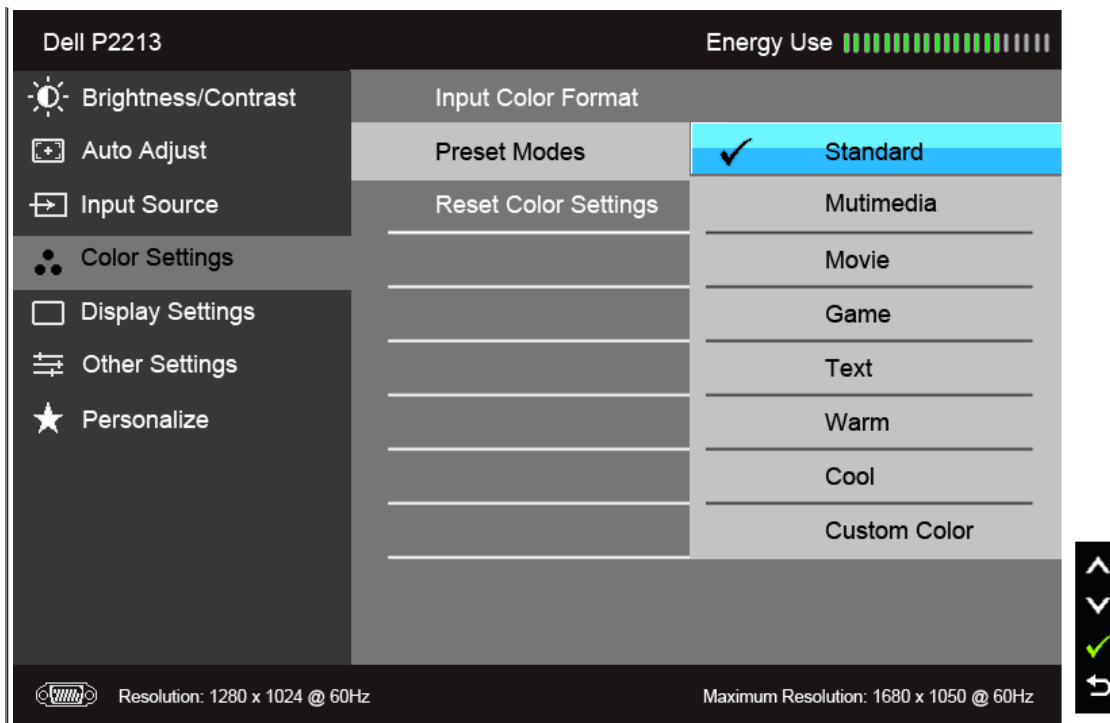 Dell P2213 Energy Use
Brightness/Contrast Input Color Format
Auto Adjust Preset Modes Standard
Input Source Reset Color Settings Mutimedia
Color Settings Movie
Display Settings Game
Other Settings Text
Personalize Warm
Cool
Custom Color
Resolution: 1280 x 1024 @ 60Hz Maximum Resolution: 1680 x 1050 @ 60Hz